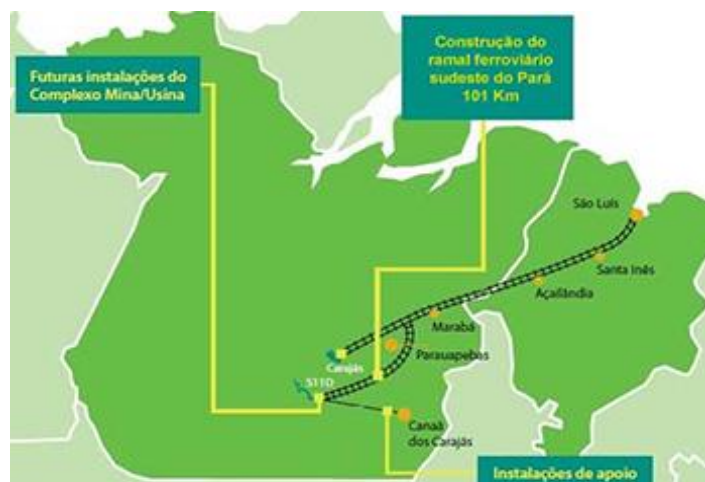 Construção do
ramal ferroviário
sudeste do Pará
101 Km
Futuras instalações do
Complexo Mina/Usina
São Luís
Santa Inês
Açailândia
Marabá
Carajás
Parauapebas
S11D
Canaã
dos Carajás
Instalações de apoio